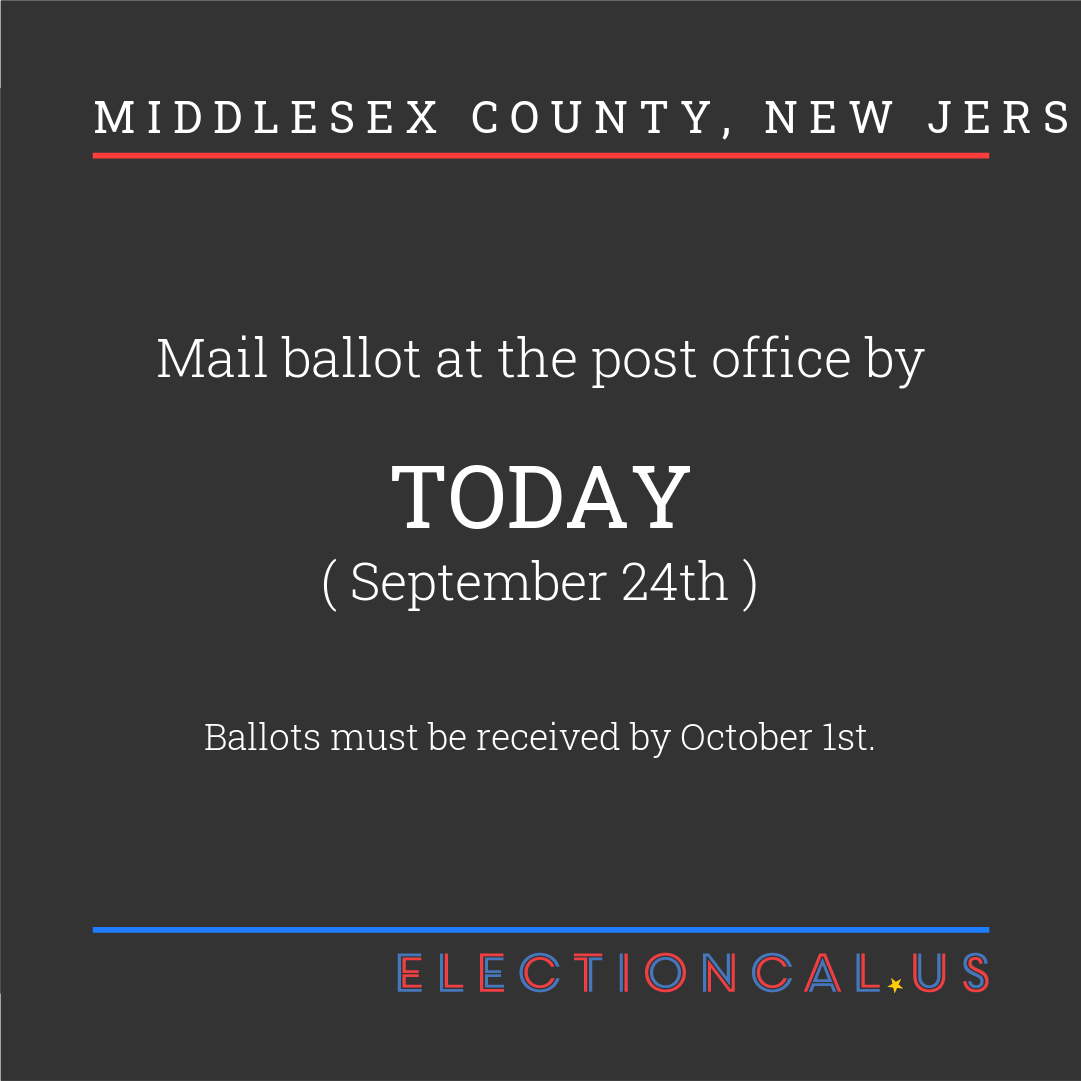 MIDDLESEX COUNTY, NEW JERS
Mail ballot at the post office by
TODAY
( September 24th )
Ballots must be received by October 1st.
ELECTIONCAL.US